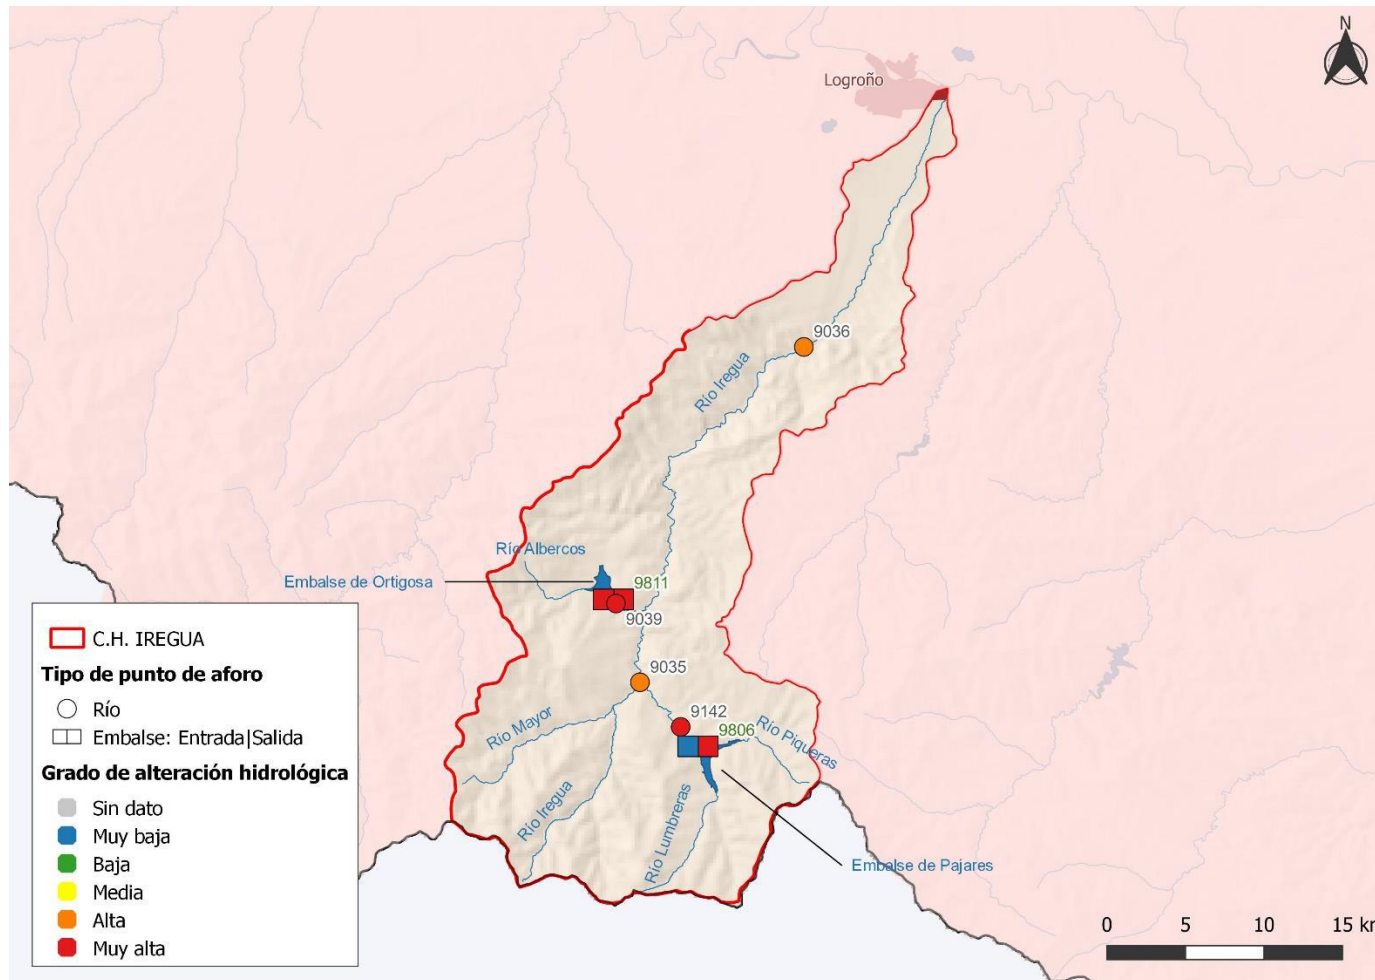 N
Logroño
9036
Río Iregua
Río Albercos
Embalse de Ortigosa
9811
9039
9035
Río Mayor
9142
9806
Río Piqueras
Río Iregua
Río Lumbreras
Embalse de Pajares
C.H. IREGUA
Tipo de punto de aforo
Río
Embalse: Entrada|Salida
Grado de alteración hidrológica
Sin dato
Muy baja
Baja
Media
Alta
Muy alta
0 5 10 15 km